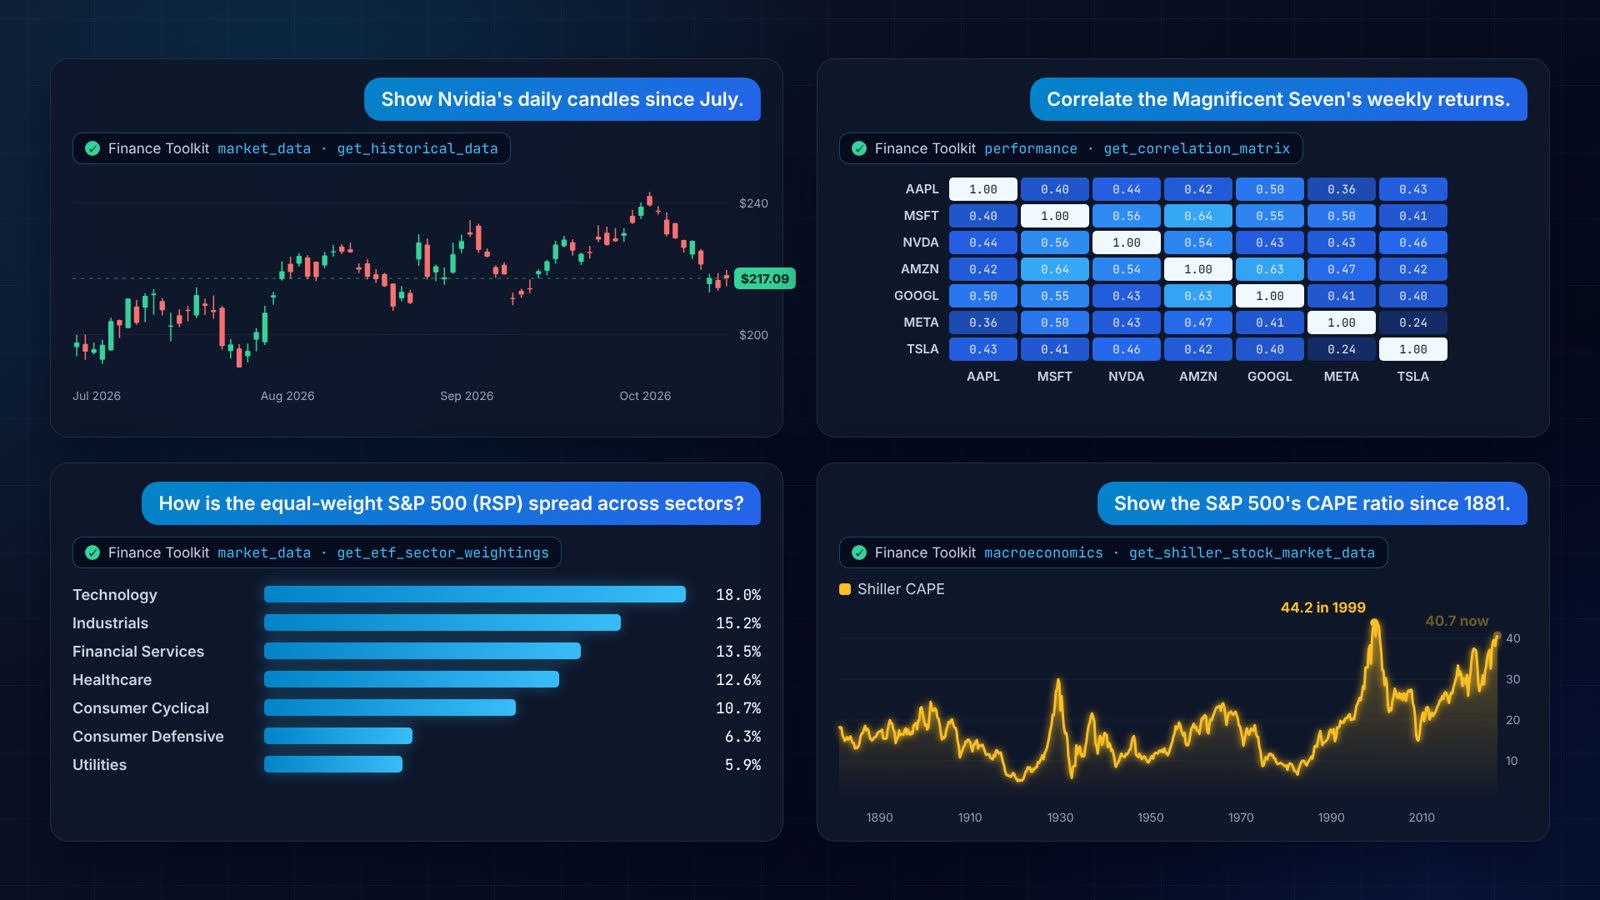 Show Nvidia's daily candles since July.
✓ Finance Toolkit market_data · get_historical_data
$240
$217.09
$200
Jul 2026 Aug 2026 Sep 2026 Oct 2026
Correlate the Magnificent Seven's weekly returns.
✓ Finance Toolkit performance · get_correlation_matrix
AAPL 1.00 0.40 0.44 0.42 0.50 0.36 0.43
MSFT 0.40 1.00 0.56 0.64 0.55 0.50 0.41
NVDA 0.44 0.56 1.00 0.54 0.43 0.43 0.46
AMZN 0.42 0.64 0.54 1.00 0.63 0.47 0.42
GOOGL 0.50 0.55 0.43 0.63 1.00 0.41 0.40
META 0.36 0.50 0.43 0.47 0.41 1.00 0.24
TSLA 0.43 0.41 0.46 0.42 0.40 0.24 1.00
AAPL MSFT NVDA AMZN GOOGL META TSLA
How is the equal-weight S&P 500 (RSP) spread across sectors?
✓ Finance Toolkit market_data · get_etf_sector_weightings
Technology 18.0%
Industrials 15.2%
Financial Services 13.5%
Healthcare 12.6%
Consumer Cyclical 10.7%
Consumer Defensive 6.3%
Utilities 5.9%
Show the S&P 500's CAPE ratio since 1881.
✓ Finance Toolkit macroeconomics · get_shiller_stock_market_data
Shiller CAPE
44.2 in 1999
40.7 now
40
30
20
10
1890 1910 1930 1950 1970 1990 2010